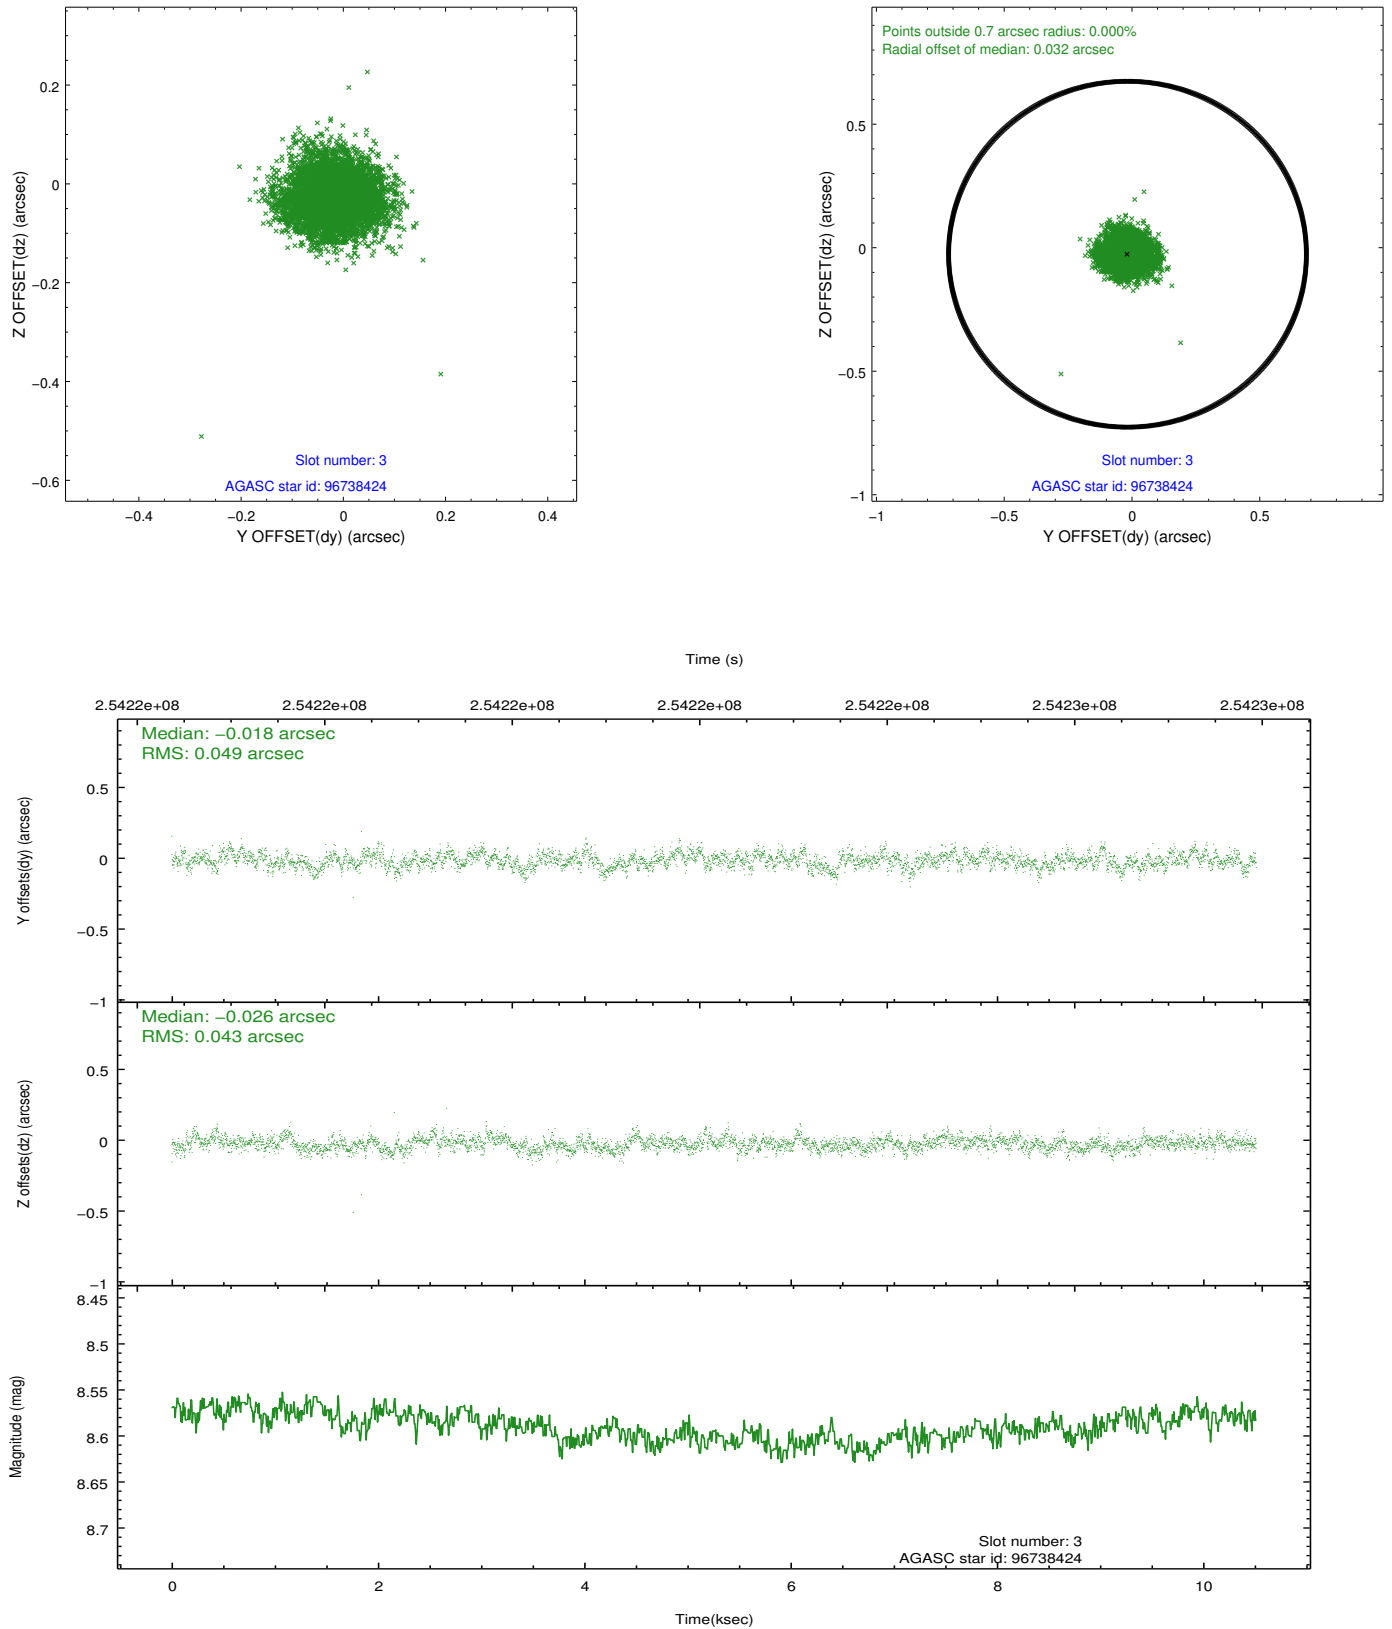 0.2
0
−0.2
−0.4
−0.6
Z OFFSET(dz) (arcsec)
Slot number: 3
AGASC star id: 96738424
−0.4
−0.2
0
0.2
0.4
Y OFFSET(dy) (arcsec)
Points outside 0.7 arcsec radius: 0.000%
Radial offset of median: 0.032 arcsec
0.5
0
−0.5
−1
Z OFFSET(dz) (arcsec)
Slot number: 3
AGASC star id: 96738424
−1
−0.5
0
0.5
Y OFFSET(dy) (arcsec)
Time (s)
2.5422e+08
2.5422e+08
2.5422e+08
2.5422e+08
2.5422e+08
2.5423e+08
2.5423e+08
Median: −0.018 arcsec
RMS: 0.049 arcsec
0.5
0
−0.5
−1
Y offsets(dy) (arcsec)
Median: −0.026 arcsec
RMS: 0.043 arcsec
0.5
0
−0.5
−1
Z offsets(dz) (arcsec)
8.45
8.5
8.55
8.6
8.65
8.7
Magnitude (mag)
Slot number: 3
AGASC star id: 96738424
0
2
4
6
8
10
Time(ksec)